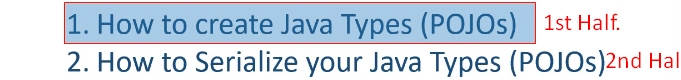 1. How to create Java Types (POJOs) 1st Half.
2. How to Serialize your Java Types (POJOs) 2nd Hal